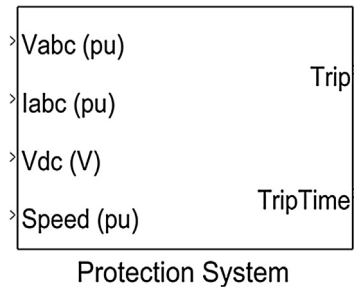 Vabc (pu)
Trip
Iabc (pu)
Vdc (V)
TripTime
Speed (pu)
Protection System